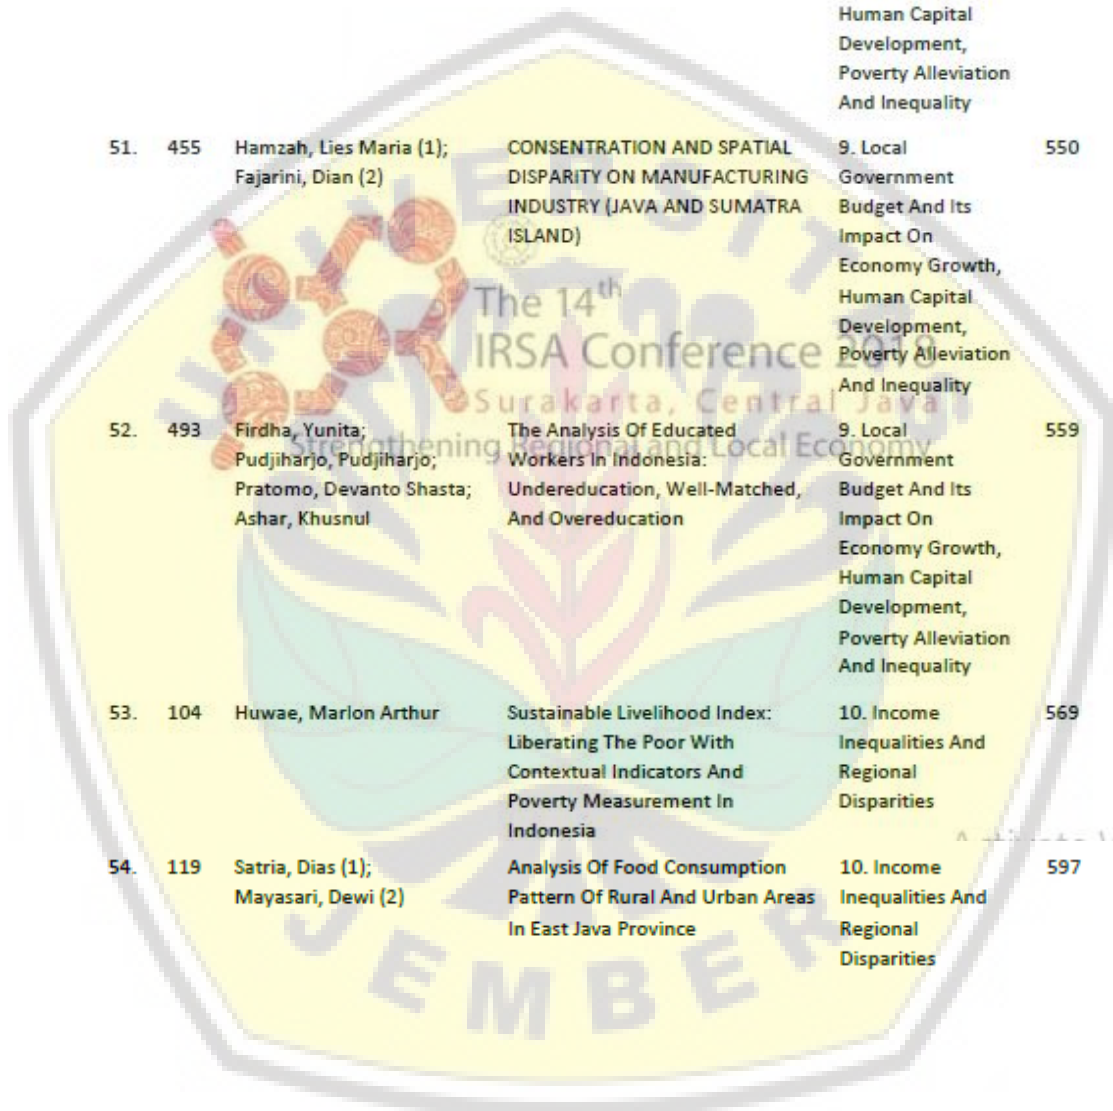 Human Capital
Development,
Poverty Alleviation
And Inequality
51. 455 Hamzah, Lies Maria (1); CONSENTRATION AND SPATIAL 9. Local 550
Fajarini, Dian (2) DISPARITY ON MANUFACTURING Government
INDUSTRY (JAVA AND SUMATRA Budget And Its
ISLAND) Impact On
Economy Growth,
Human Capital
Development,
Poverty Alleviation
And Inequality
52. 493 Firdha, Yunita; The Analysis Of Educated 9. Local 559
Pudjiharjo, Pudjiharjo; Workers In Indonesia: Government
Pratomo, Devanto Shasta; Undereducation, Well-Matched, Budget And Its
Ashar, Khusnul And Overeducation Impact On
Economy Growth,
Human Capital
Development,
Poverty Alleviation
And Inequality
53. 104 Huwae, Marlon Arthur Sustainable Livelihood Index: 10. Income 569
Liberating The Poor With Inequalities And
Contextual Indicators And Regional
Poverty Measurement In Disparities
Indonesia
54. 119 Satria, Dias (1); Analysis Of Food Consumption 10. Income 597
Mayasari, Dewi (2) Pattern Of Rural And Urban Areas Inequalities And
In East Java Province Regional
Disparities
The 14th
IRSA Conference 2018
Surakarta, Central Java
Strengthening Regional and Local Economy
UNIVERSITAS
JEMBER